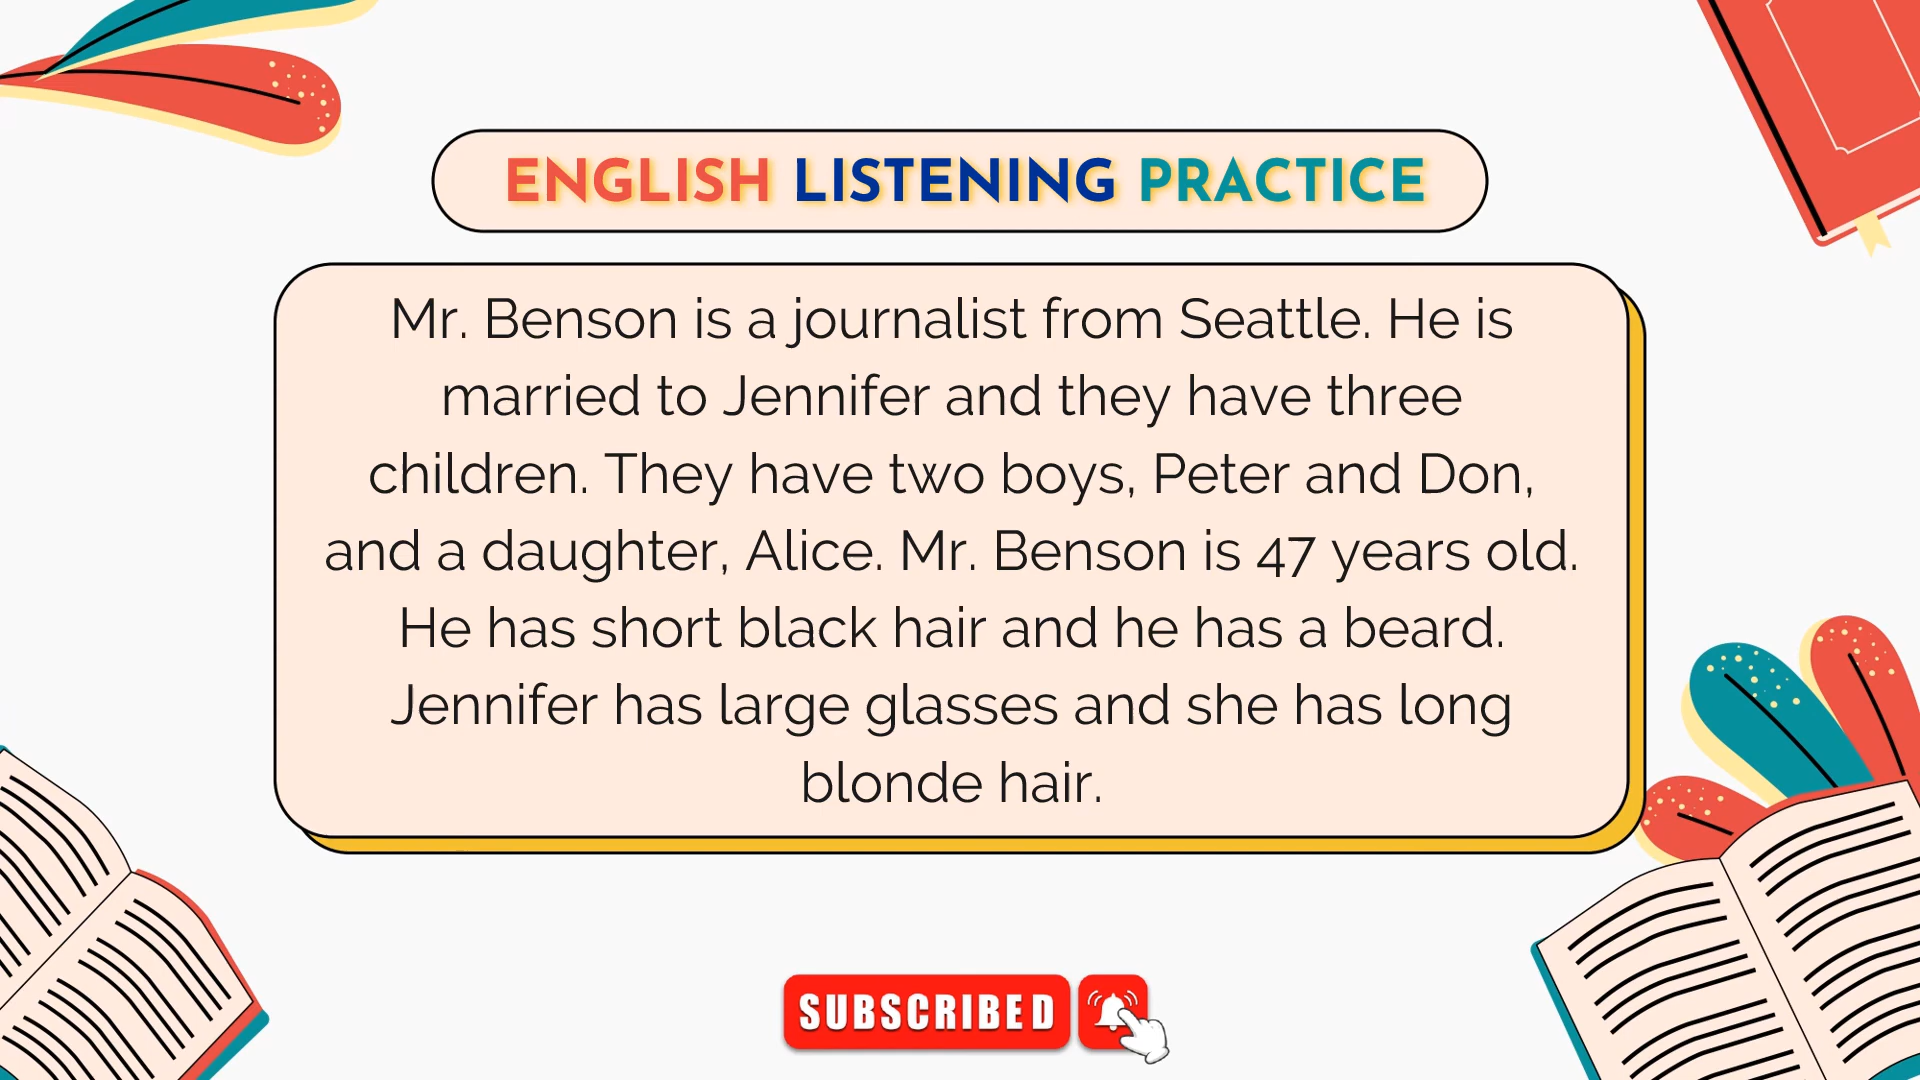 ENGLISH LISTENING PRACTICE
Mr. Benson is a journalist from Seattle. He is
married to Jennifer and they have three
children. They have two boys, Peter and Don,
and a daughter, Alice. Mr. Benson is 47 years old.
He has short black hair and he has a beard.
Jennifer has large glasses and she has long
blonde hair.
SUBSCRIBED